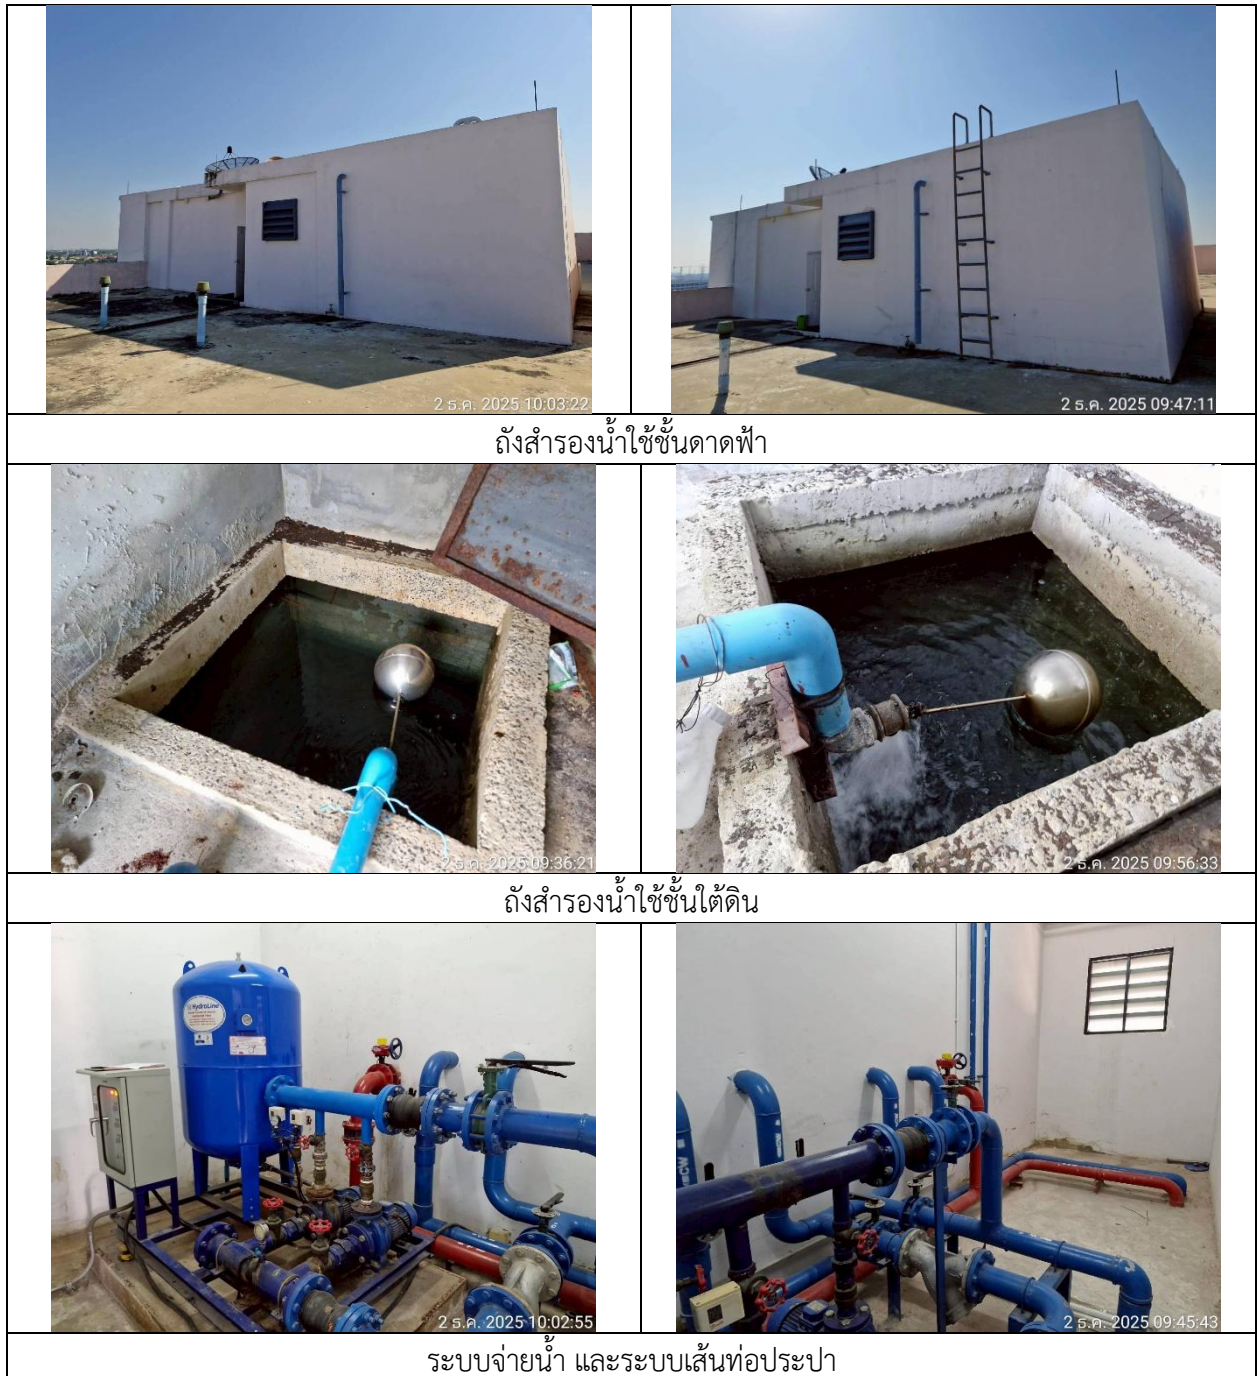 2 ธ.ค. 2025 10:03:22
2 ธ.ค. 2025 09:47:11
ถังสำรองน้ำใช้ชั้นดาดฟ้า
2 ธ.ค. 2025 09:36:21
2 ธ.ค. 2025 09:56:33
ถังสำรองน้ำใช้ชั้นใต้ดิน
HydroLine
2 ธ.ค. 2025 10:02:55
2 ธ.ค. 2025 09:45:43
ระบบจ่ายน้ำ และระบบเส้นท่อประปา